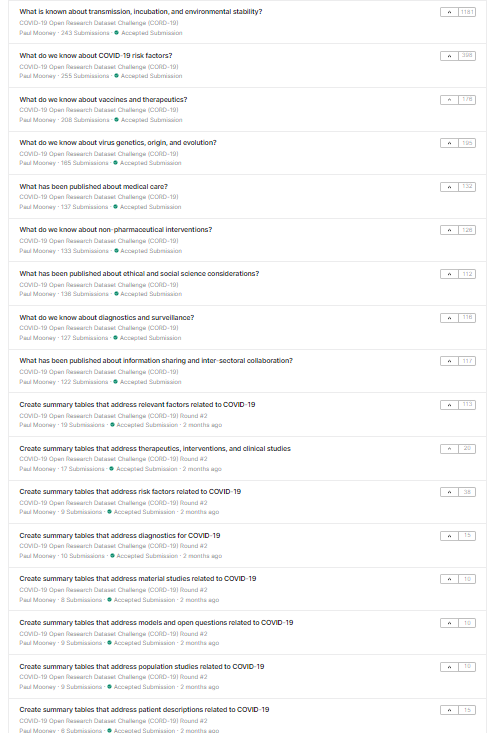 What is known about transmission, incubation, and environmental stability?
1181
COVID-19 Open Research Dataset Challenge (CORD-19)
Paul Mooney · 243 Submissions · Accepted Submission
What do we know about COVID-19 risk factors?
398
COVID-19 Open Research Dataset Challenge (CORD-19)
Paul Mooney · 255 Submissions · Accepted Submission
What do we know about vaccines and therapeutics?
176
COVID-19 Open Research Dataset Challenge (CORD-19)
Paul Mooney · 208 Submissions · Accepted Submission
What do we know about virus genetics, origin, and evolution?
195
COVID-19 Open Research Dataset Challenge (CORD-19)
Paul Mooney · 165 Submissions · Accepted Submission
What has been published about medical care?
132
COVID-19 Open Research Dataset Challenge (CORD-19)
Paul Mooney · 137 Submissions · Accepted Submission
What do we know about non-pharmaceutical interventions?
126
COVID-19 Open Research Dataset Challenge (CORD-19)
Paul Mooney · 133 Submissions · Accepted Submission
What has been published about ethical and social science considerations?
112
COVID-19 Open Research Dataset Challenge (CORD-19)
Paul Mooney · 138 Submissions · Accepted Submission
What do we know about diagnostics and surveillance?
116
COVID-19 Open Research Dataset Challenge (CORD-19)
Paul Mooney · 127 Submissions · Accepted Submission
What has been published about information sharing and inter-sectoral collaboration?
117
COVID-19 Open Research Dataset Challenge (CORD-19)
Paul Mooney · 122 Submissions · Accepted Submission
Create summary tables that address relevant factors related to COVID-19
113
COVID-19 Open Research Dataset Challenge (CORD-19) Round #2
Paul Mooney · 19 Submissions · Accepted Submission · 2 months ago
Create summary tables that address therapeutics, interventions, and clinical studies
20
COVID-19 Open Research Dataset Challenge (CORD-19) Round #2
Paul Mooney · 17 Submissions · Accepted Submission · 2 months ago
Create summary tables that address risk factors related to COVID-19
38
COVID-19 Open Research Dataset Challenge (CORD-19) Round #2
Paul Mooney · 9 Submissions · Accepted Submission · 2 months ago
Create summary tables that address diagnostics for COVID-19
15
COVID-19 Open Research Dataset Challenge (CORD-19) Round #2
Paul Mooney · 10 Submissions · Accepted Submission · 2 months ago
Create summary tables that address material studies related to COVID-19
10
COVID-19 Open Research Dataset Challenge (CORD-19) Round #2
Paul Mooney · 8 Submissions · Accepted Submission · 2 months ago
Create summary tables that address models and open questions related to COVID-19
10
COVID-19 Open Research Dataset Challenge (CORD-19) Round #2
Paul Mooney · 9 Submissions · Accepted Submission · 2 months ago
Create summary tables that address population studies related to COVID-19
10
COVID-19 Open Research Dataset Challenge (CORD-19) Round #2
Paul Mooney · 9 Submissions · Accepted Submission · 2 months ago
Create summary tables that address patient descriptions related to COVID-19
15
COVID-19 Open Research Dataset Challenge (CORD-19) Round #2
Paul Mooney · 6 Submissions · Accepted Submission · 2 months ago